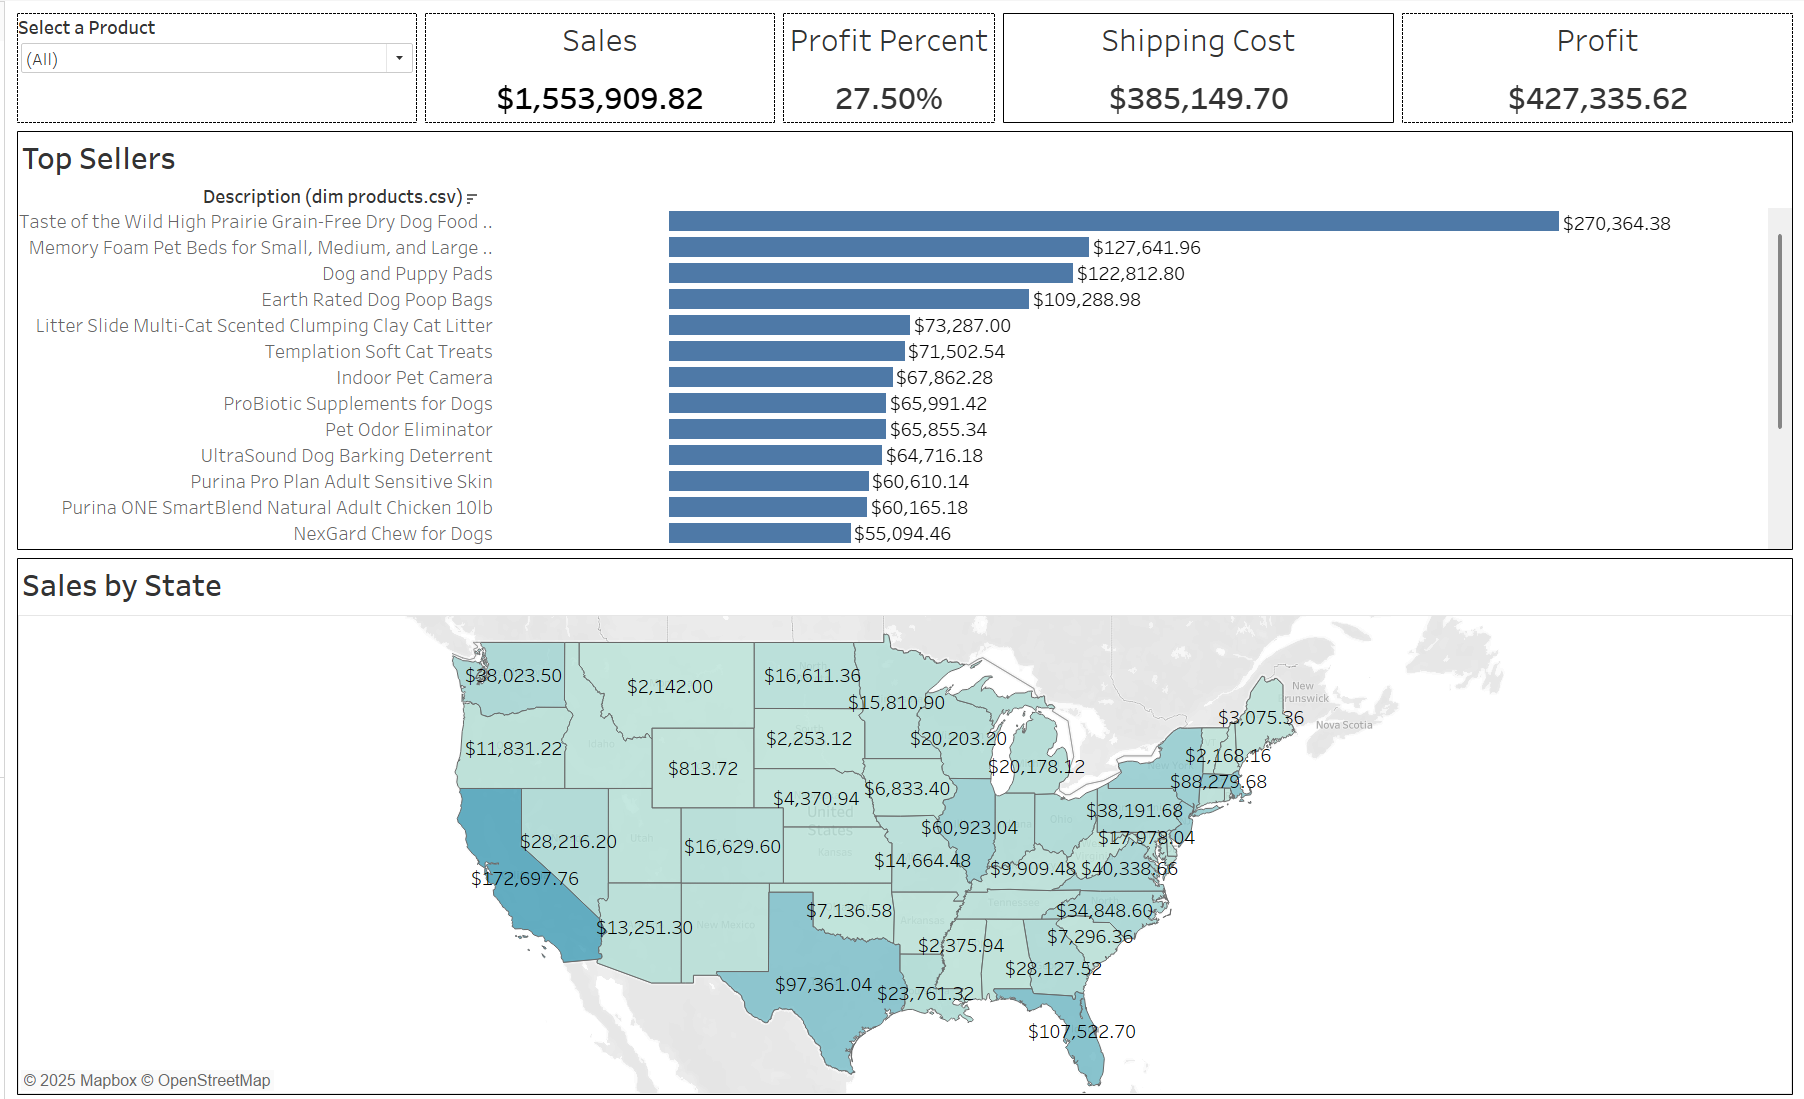 Select a Product
(All)
Sales
$1,553,909.82
Profit Percent
27.50%
Shipping Cost
$385,149.70
Profit
$427,335.62
Top Sellers
Description (dim products.csv)
Taste of the Wild High Prairie Grain-Free Dry Dog Food .. $270,364.38
Memory Foam Pet Beds for Small, Medium, and Large .. $127,641.96
Dog and Puppy Pads $122,812.80
Earth Rated Dog Poop Bags $109,288.98
Litter Slide Multi-Cat Scented Clumping Clay Cat Litter $73,287.00
Templation Soft Cat Treats $71,502.54
Indoor Pet Camera $67,862.28
ProBiotic Supplements for Dogs $65,991.42
Pet Odor Eliminator $65,855.34
UltraSound Dog Barking Deterrent $64,716.18
Purina Pro Plan Adult Sensitive Skin $60,610.14
Purina ONE SmartBlend Natural Adult Chicken 10lb $60,165.18
NexGard Chew for Dogs $55,094.46
Sales by State
$38,023.50
$2,142.00
$16,611.36
$15,810.90
New
Brunswick
Nova Scotia
$3,075.36
$11,831.22
Idaho
$813.72
$2,253.12
$20,203.20
$20,178.12
$2,168.16
New York
$88,279.68
$4,370.94
$6,833.40
United
States
$38,191.68
Ohio
$28,216.20
Utah
$16,629.60
Kansas
$60,923.04
$17,978.04
$14,664.48
$9,909.48
$40,338.66
$172,697.76
$13,251.30
New Mexico
$7,136.58
Arkansas
Tennessee
$34,848.60
$2,375.94
$7,296.36
$28,127.52
$97,361.04
$23,761.32
$107,522.70
© 2025 Mapbox © OpenStreetMap